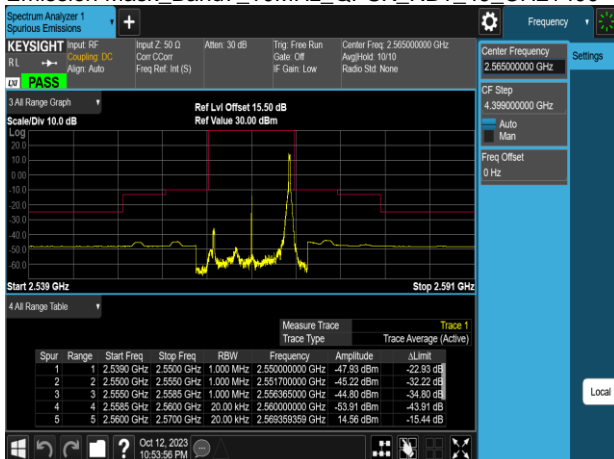 Spectrum Analyzer 1
Spurious Emissions
Frequency
KEYSIGHT
Input: RF
Coupling: DC
Align: Auto
Input Z: 50 Ω
Corr CCorr
Freq Ref: Int (S)
Atten: 30 dB
Trig: Free Run
Gate: Off
IF Gain: Low
Center Freq: 2.565000000 GHz
Avg|Hold: 10/10
Radio Std: None
R L
LXI
PASS
Center Frequency
2.565000000 GHz
Settings
CF Step
4.399000000 GHz
Auto
Man
Freq Offset
0 Hz
3 All Range Graph
Scale/Div 10.0 dB
Ref Lvl Offset 15.50 dB
Ref Value 30.00 dBm
Log
20.0
10.0
0.00
-10.0
-20.0
-30.0
-40.0
-50.0
-60.0
Start 2.539 GHz
Stop 2.591 GHz
4 All Range Table
Measure Trace Trace 1
Trace Type Trace Average (Active)
Spur Range Start Freq Stop Freq RBW Frequency Amplitude ΔLimit
1 1 2.5390 GHz 2.5500 GHz 1.000 MHz 2.550000000 GHz -47.93 dBm -22.93 dB
2 2 2.5500 GHz 2.5550 GHz 1.000 MHz 2.551700000 GHz -45.22 dBm -32.22 dB
3 3 2.5550 GHz 2.5585 GHz 1.000 MHz 2.556365000 GHz -44.80 dBm -34.80 dB
4 4 2.5585 GHz 2.5600 GHz 20.00 kHz 2.560000000 GHz -53.91 dBm -43.91 dB
5 5 2.5600 GHz 2.5700 GHz 20.00 kHz 2.569359359 GHz 14.56 dBm -15.44 dB
Local
?
Oct 12, 2023
10:53:56 PM